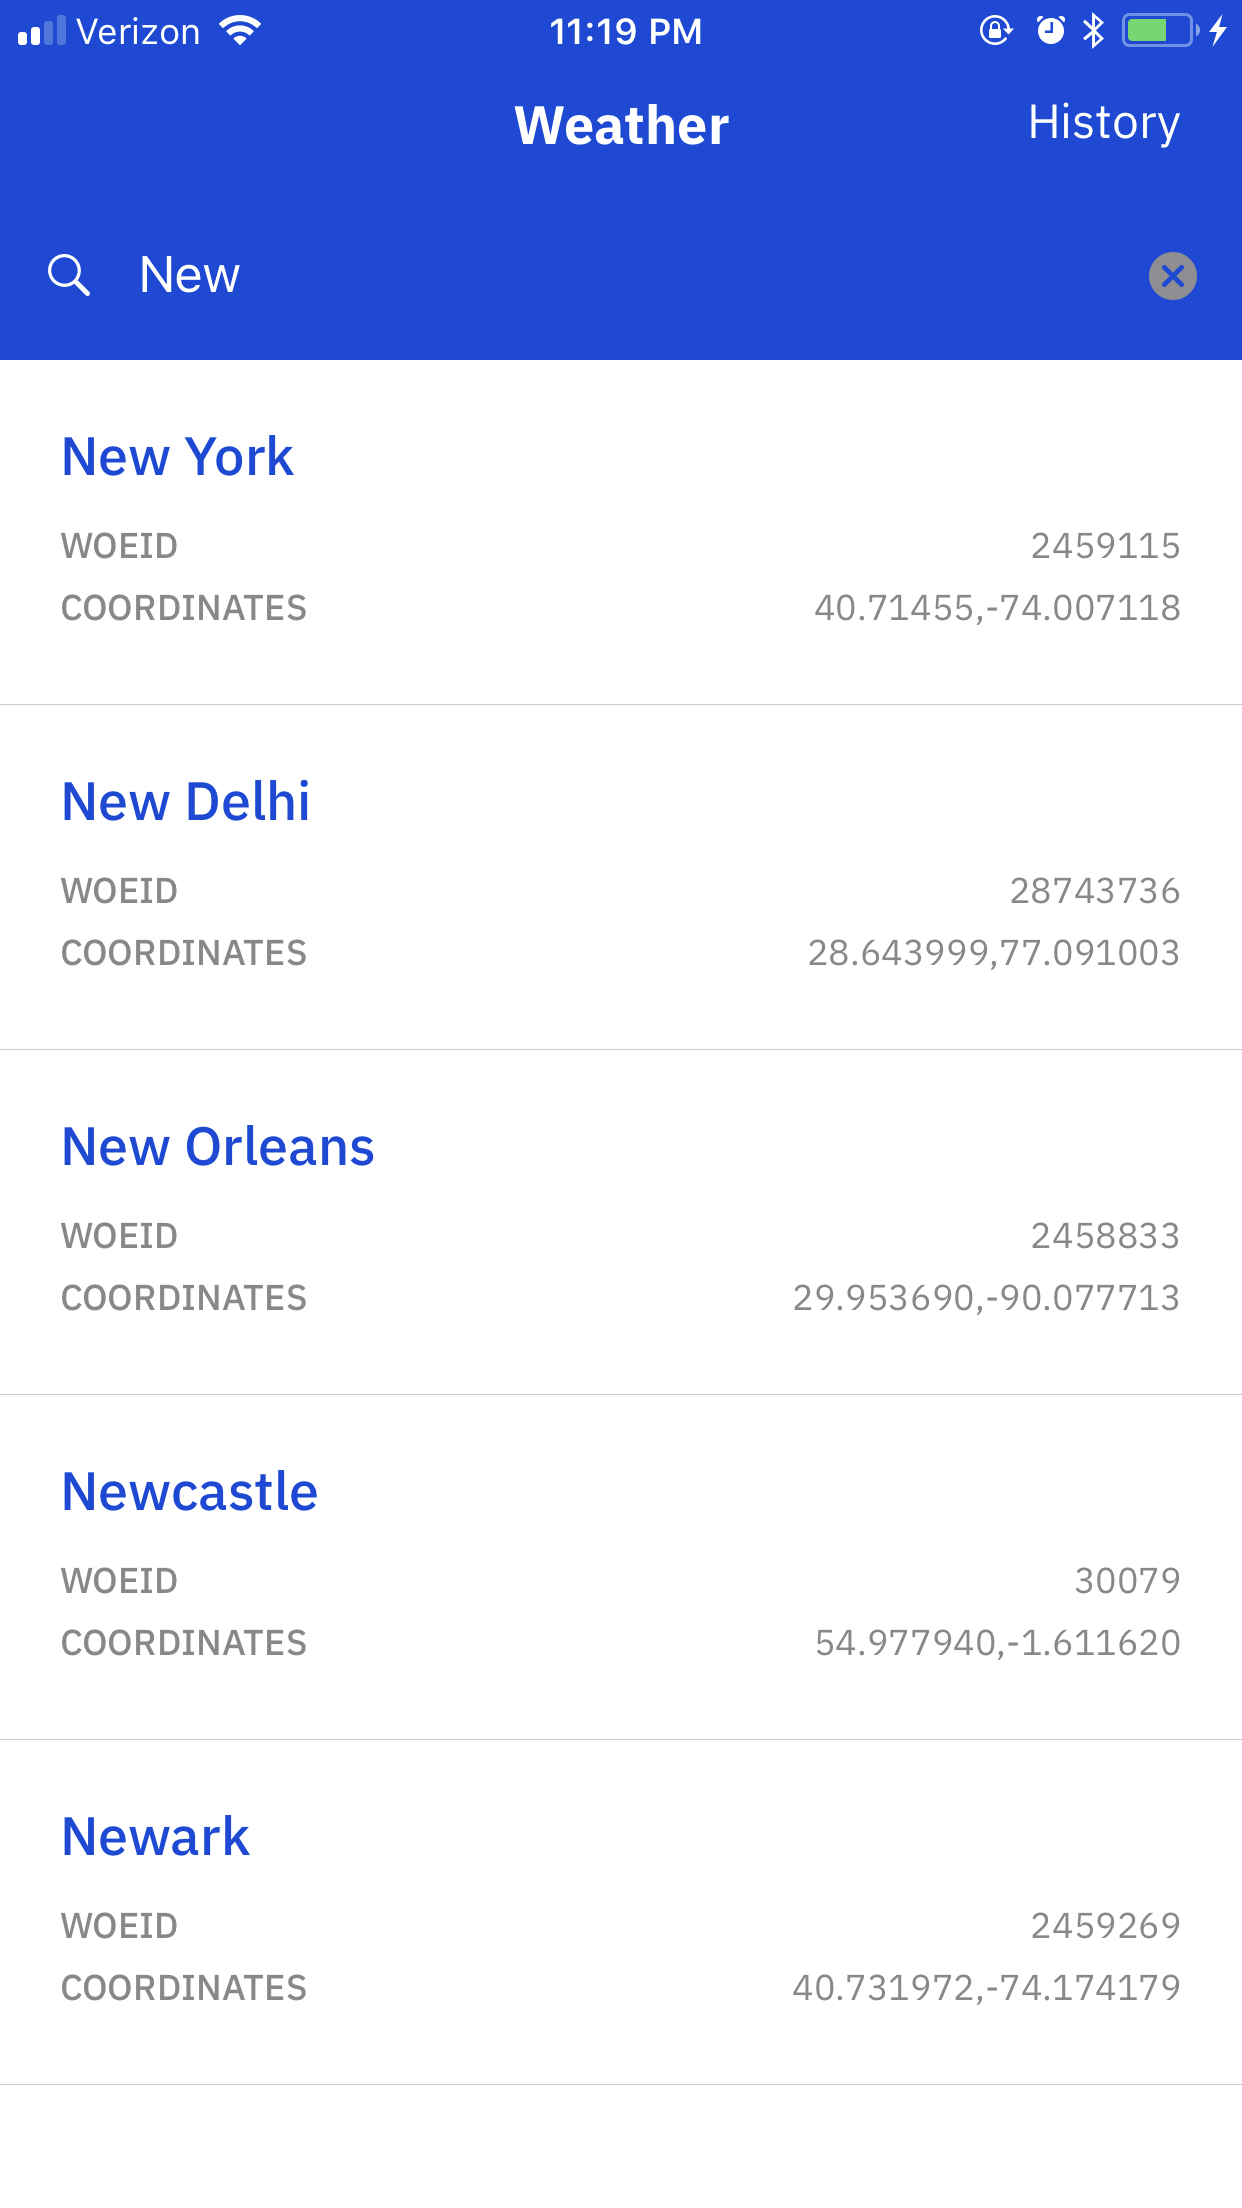 Verizon 11:19 PM
Weather History
New
New York
WOEID 2459115
COORDINATES 40.71455,-74.007118
New Delhi
WOEID 28743736
COORDINATES 28.643999,77.091003
New Orleans
WOEID 2458833
COORDINATES 29.953690,-90.077713
Newcastle
WOEID 30079
COORDINATES 54.977940,-1.611620
Newark
WOEID 2459269
COORDINATES 40.731972,-74.174179